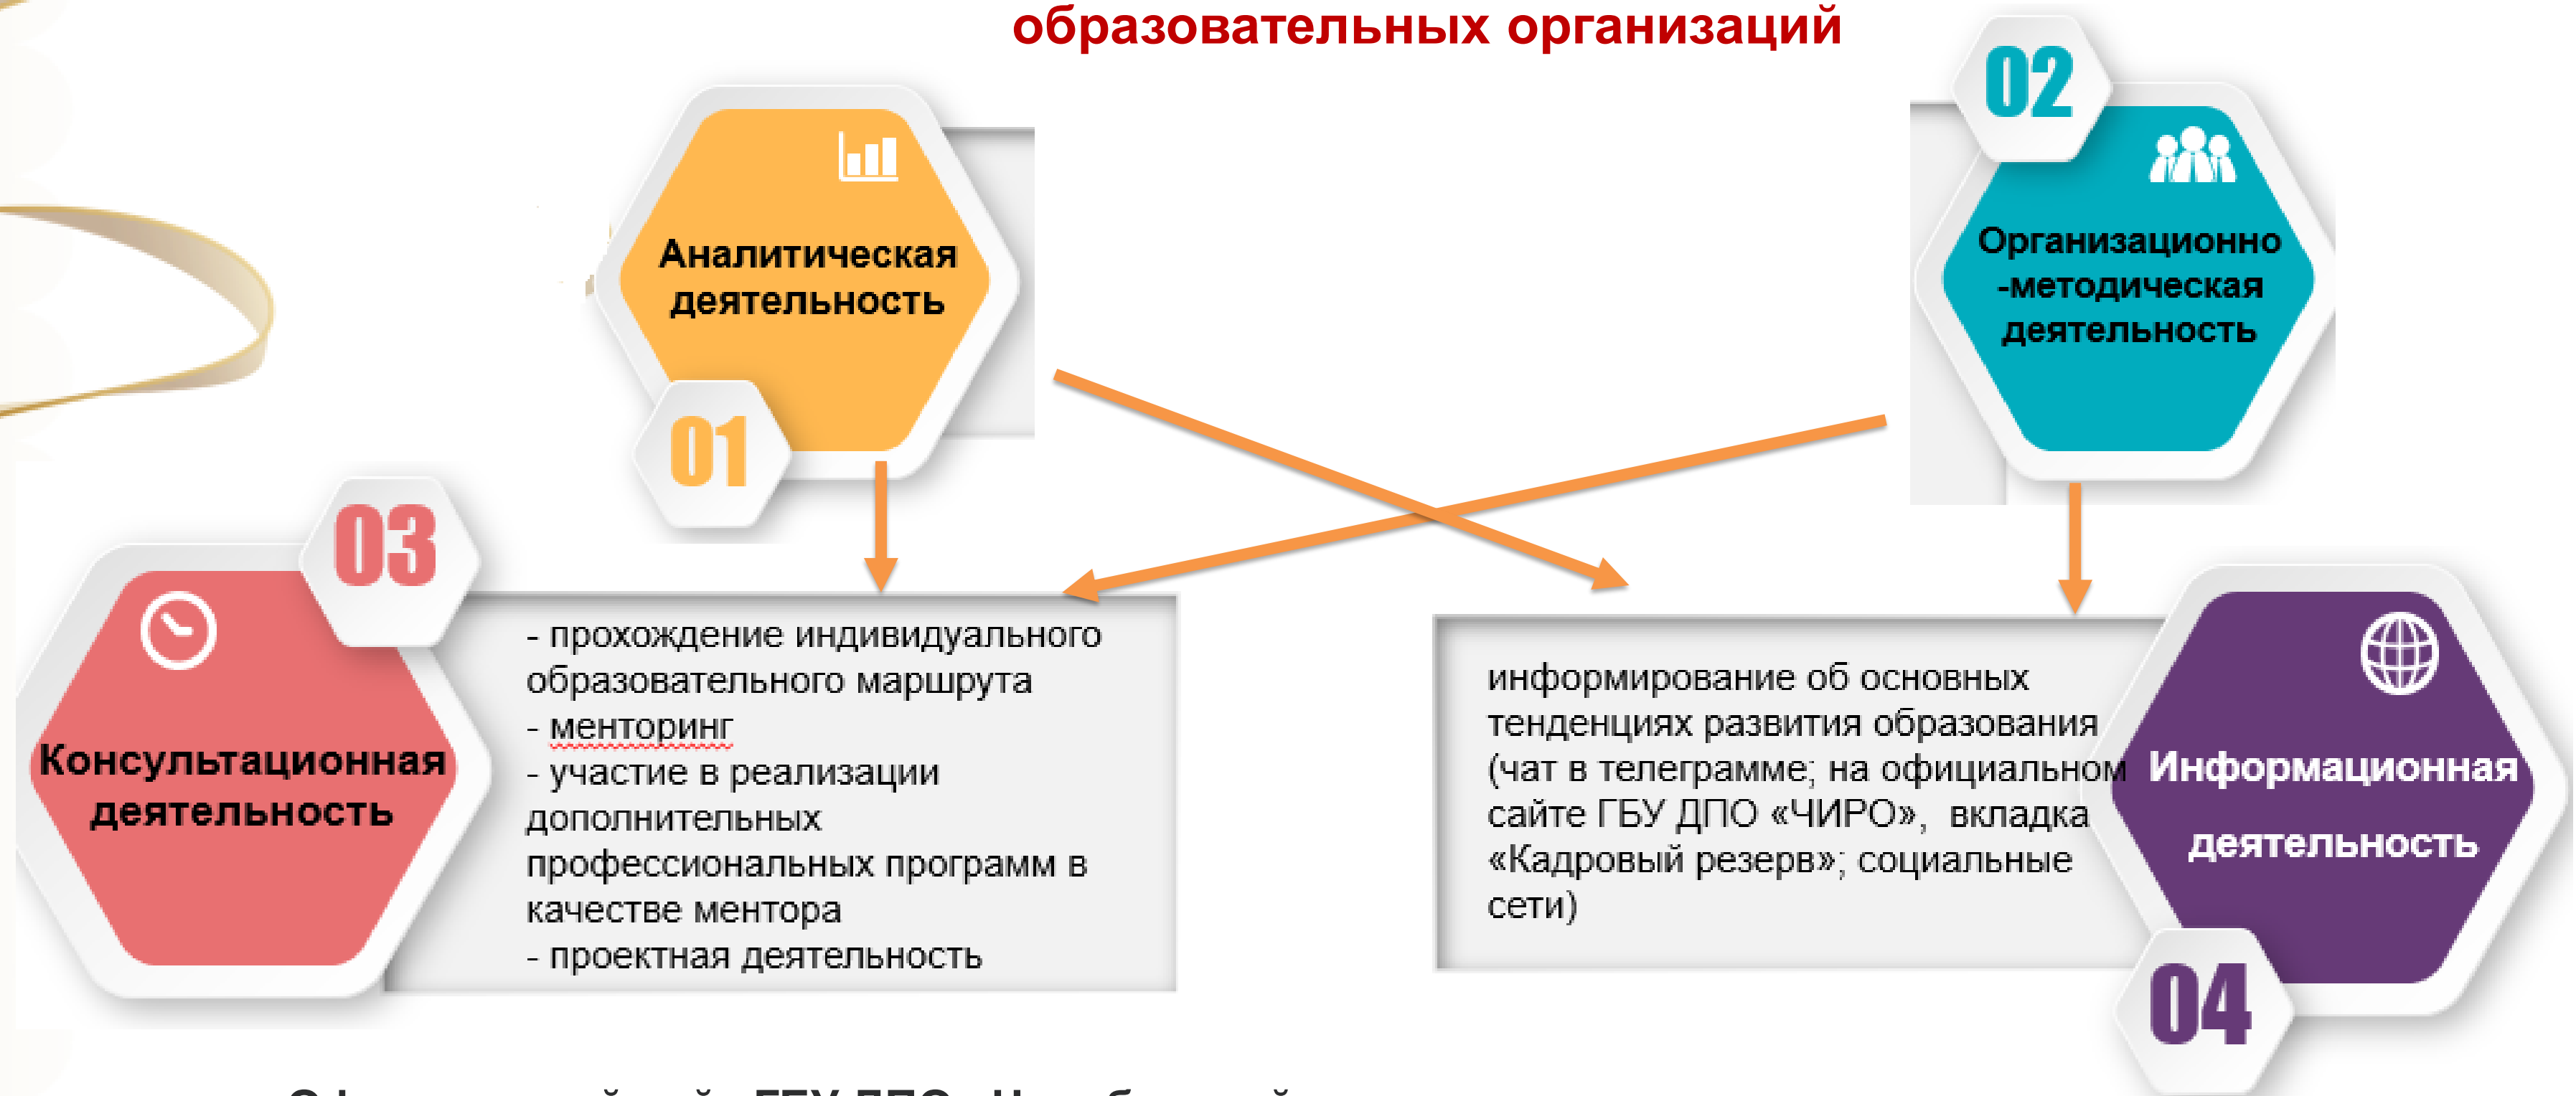 образовательных организаций
02
Аналитическая
деятельность
01
Организационно
-методическая
деятельность
03
Консультационная
деятельность
- прохождение индивидуального
образовательного маршрута
- менторинг
- участие в реализации
дополнительных
профессиональных программ в
качестве ментора
- проектная деятельность
информирование об основных
тенденциях развития образования
(чат в телеграмме; на официальном
сайте ГБУ ДПО «ЧИРО», вкладка
«Кадровый резерв»; социальные
сети)
Информационная
деятельность
04
ГБУ ДПО